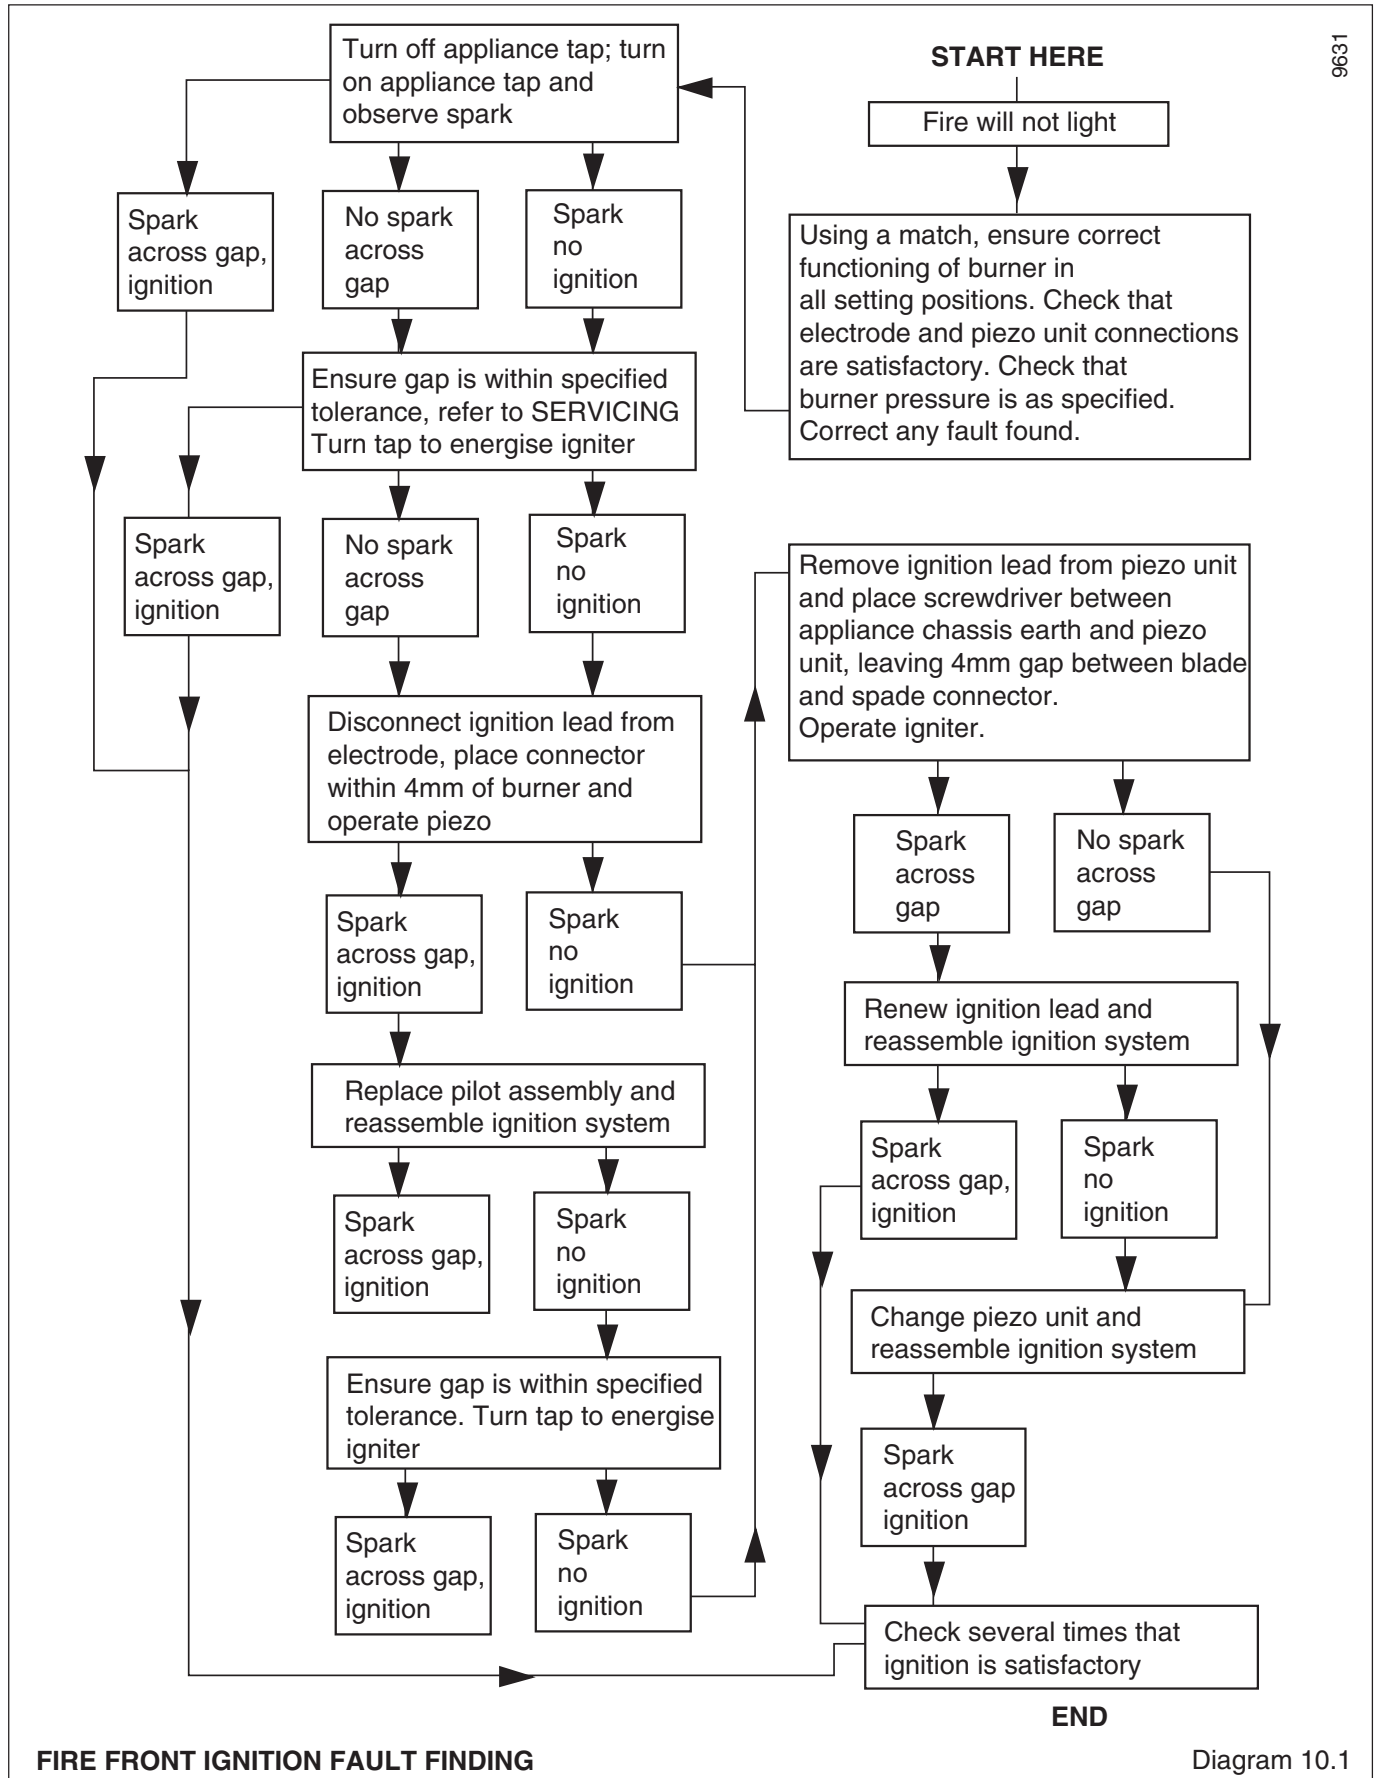 START HERE
9631
Fire will not light
Using a match, ensure correct
functioning of burner in
all setting positions. Check that
electrode and piezo unit connections
are satisfactory. Check that
burner pressure is as specified.
Correct any fault found.
Turn off appliance tap; turn
on appliance tap and
observe spark
Spark
across gap,
ignition
No spark
across
gap
Spark
no
ignition
Ensure gap is within specified
tolerance, refer to SERVICING
Turn tap to energise igniter
Spark
across gap,
ignition
No spark
across
gap
Spark
no
ignition
Disconnect ignition lead from
electrode, place connector
within 4mm of burner and
operate piezo
Spark
across gap,
ignition
Spark
no
ignition
Replace pilot assembly and
reassemble ignition system
Spark
across gap,
ignition
Spark
no
ignition
Ensure gap is within specified
tolerance. Turn tap to energise
igniter
Spark
across gap,
ignition
Spark
no
ignition
Remove ignition lead from piezo unit
and place screwdriver between
appliance chassis earth and piezo
unit, leaving 4mm gap between blade
and spade connector.
Operate igniter.
Spark
across
gap
No spark
across
gap
Renew ignition lead and
reassemble ignition system
Spark
across gap,
ignition
Spark
no
ignition
Change piezo unit and
reassemble ignition system
Spark
across gap
ignition
Check several times that
ignition is satisfactory
END
FIRE FRONT IGNITION FAULT FINDING
Diagram 10.1